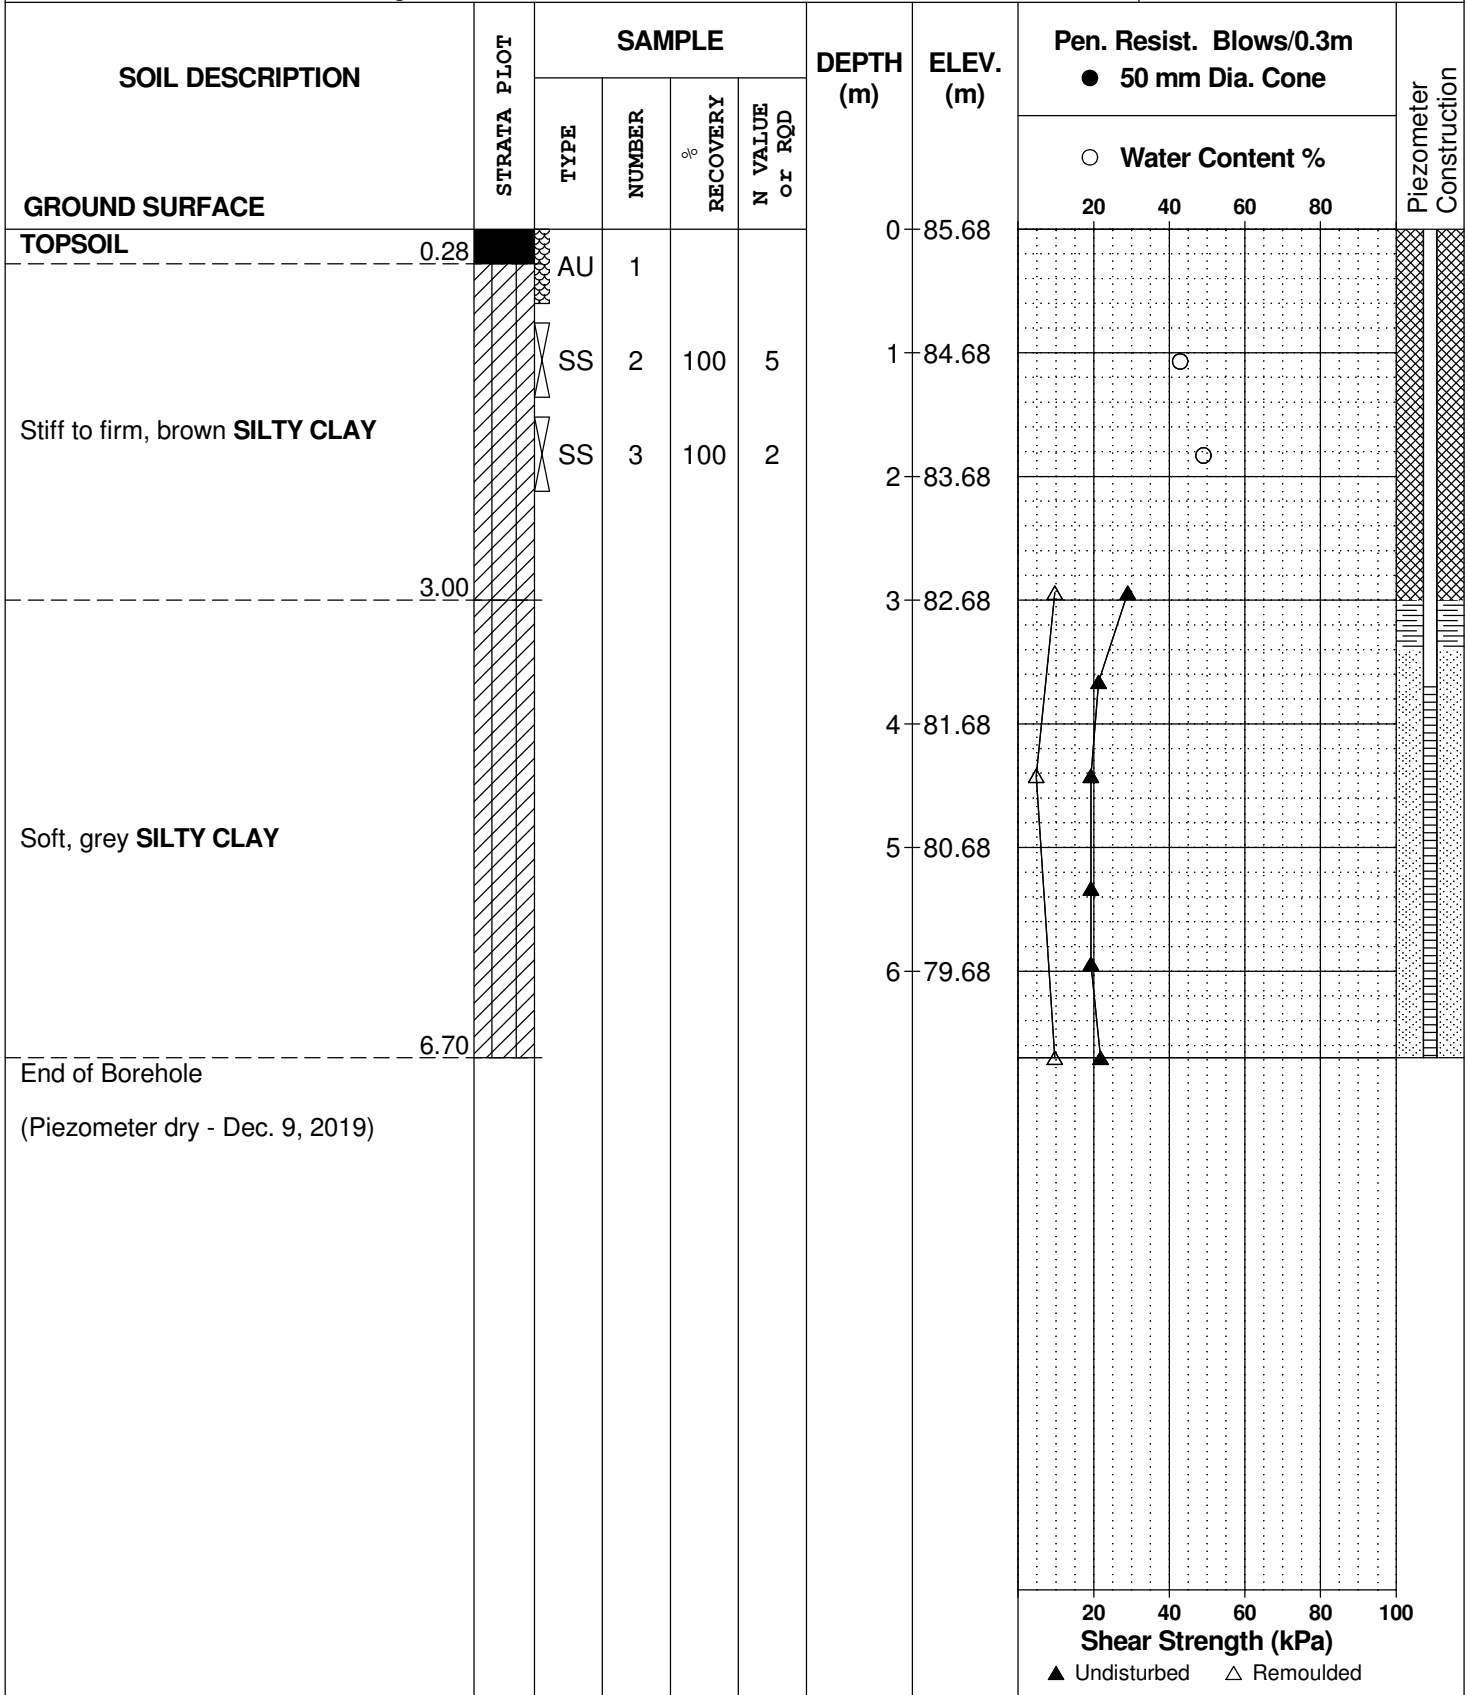 SOIL DESCRIPTION
GROUND SURFACE
STRATA PLOT
SAMPLE
TYPE
NUMBER
%
RECOVERY
N VALUE
or RQD
DEPTH
(m)
ELEV.
(m)
Pen. Resist. Blows/0.3m
● 50 mm Dia. Cone
○ Water Content %
20 40 60 80
Piezometer
Construction
TOPSOIL
0.28
AU 1
0 85.68
SS 2 100 5
1 84.68
Stiff to firm, brown SILTY CLAY
SS 3 100 2
2 83.68
3.00
3 82.68
4 81.68
Soft, grey SILTY CLAY
5 80.68
6 79.68
6.70
End of Borehole
(Piezometer dry - Dec. 9, 2019)
20 40 60 80 100
Shear Strength (kPa)
▲ Undisturbed △ Remoulded